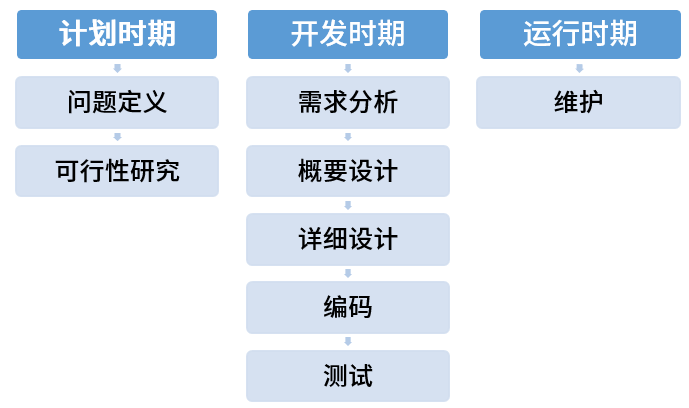 计划时期
问题定义
可行性研究
开发时期
需求分析
概要设计
详细设计
编码
测试
运行时期
维护